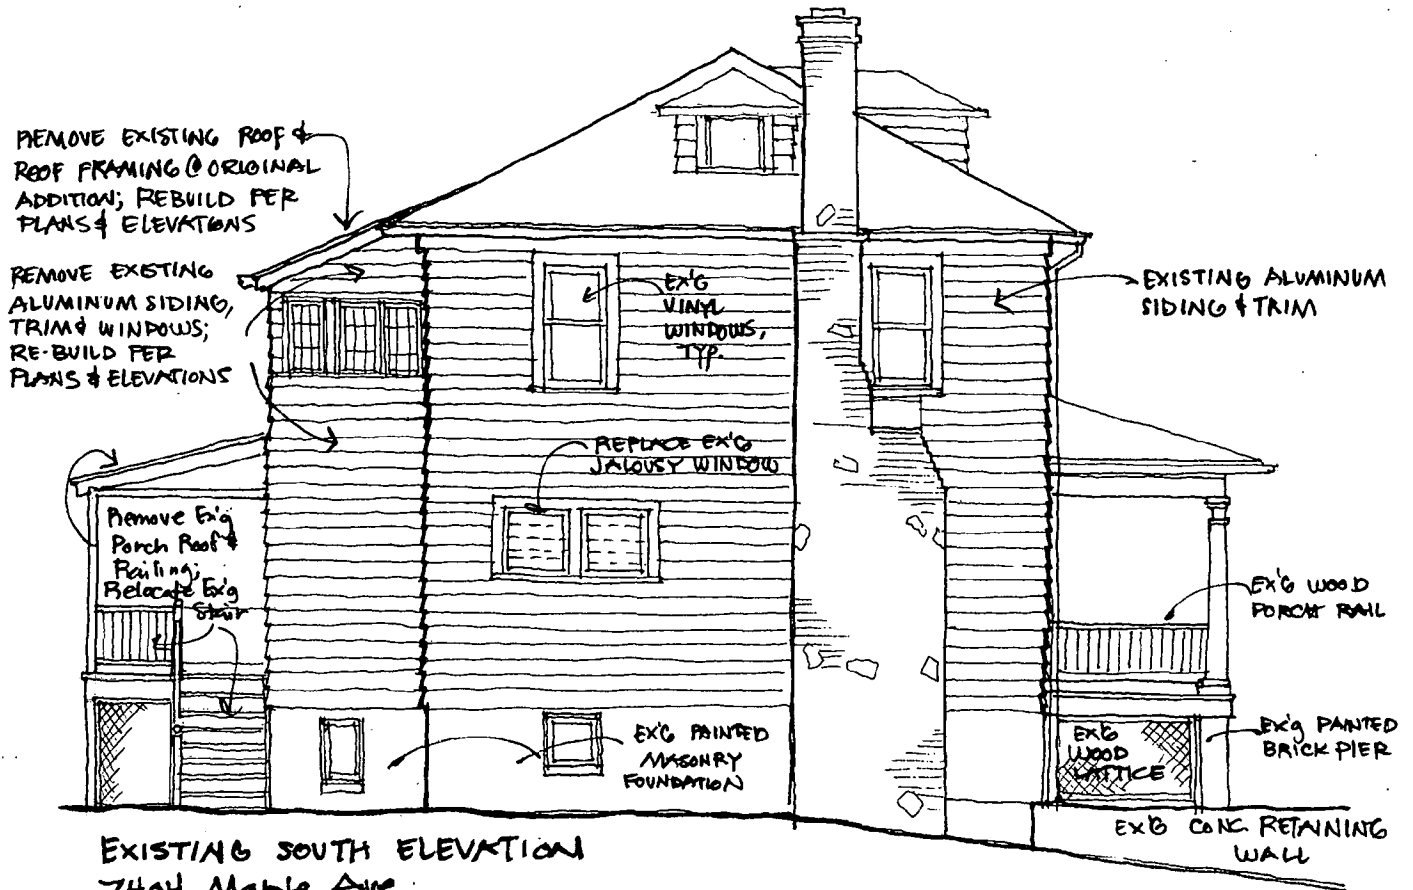 REMOVE EXISTING ROOF &
ROOF FRAMING @ ORIGINAL
ADDITION; REBUILD PER
PLANS & ELEVATIONS
REMOVE EXISTING
ALUMINUM SIDING,
TRIM & WINDOWS;
RE-BUILD PER
PLANS & ELEVATIONS
EX'G
VINYL
WINDOWS,
TYP.
EXISTING ALUMINUM
SIDING & TRIM
REPLACE EX'G
JALOUSY WINDOW
Remove Ex'g
Porch Roof &
Railing;
Relocate Ex'g
Stair
EX'G WOOD
PORCH RAIL
EX'G PAINTED
MASONRY
FOUNDATION
EX'G
WOOD
LATTICE
EX'g PAINTED
BRICK PIER
EX'G CONC. RETAINING
WALL
EXISTING SOUTH ELEVATION
Maple Ave